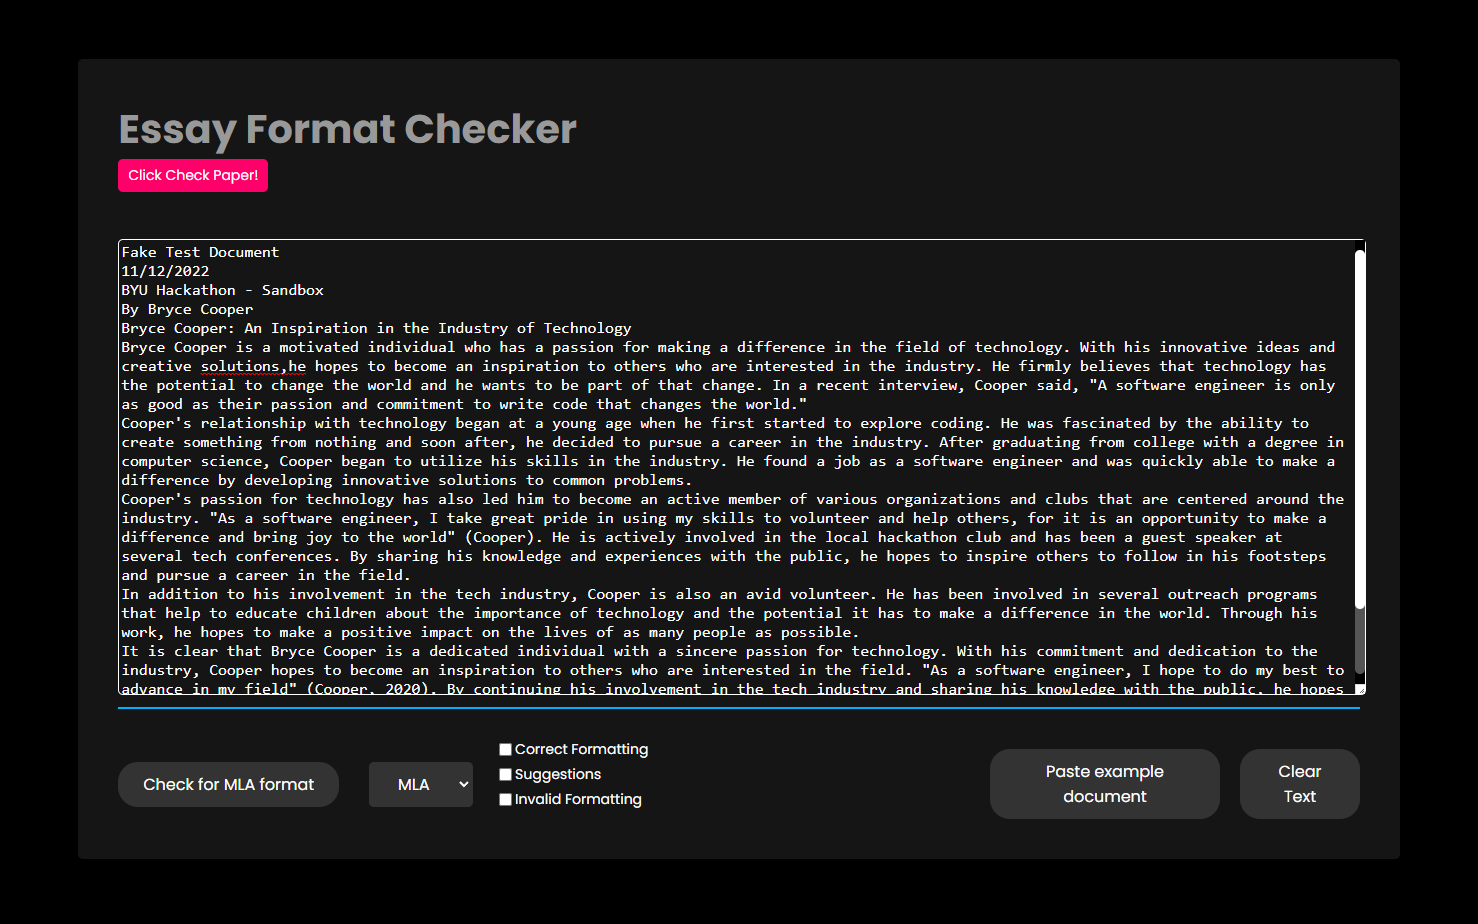 Essay Format Checker
Click Check Paper!
Fake Test Document
11/12/2022
BYU Hackathon - Sandbox
By Bryce Cooper
Bryce Cooper: An Inspiration in the Industry of Technology
Bryce Cooper is a motivated individual who has a passion for making a difference in the field of technology. With his innovative ideas and
creative solutions,he hopes to become an inspiration to others who are interested in the industry. He firmly believes that technology has
the potential to change the world and he wants to be part of that change. In a recent interview, Cooper said, "A software engineer is only
as good as their passion and commitment to write code that changes the world."
Cooper's relationship with technology began at a young age when he first started to explore coding. He was fascinated by the ability to
create something from nothing and soon after, he decided to pursue a career in the industry. After graduating from college with a degree in
computer science, Cooper began to utilize his skills in the industry. He found a job as a software engineer and was quickly able to make a
difference by developing innovative solutions to common problems.
Cooper's passion for technology has also led him to become an active member of various organizations and clubs that are centered around the
industry. "As a software engineer, I take great pride in using my skills to volunteer and help others, for it is an opportunity to make a
difference and bring joy to the world" (Cooper). He is actively involved in the local hackathon club and has been a guest speaker at
several tech conferences. By sharing his knowledge and experiences with the public, he hopes to inspire others to follow in his footsteps
and pursue a career in the field.
In addition to his involvement in the tech industry, Cooper is also an avid volunteer. He has been involved in several outreach programs
that help to educate children about the importance of technology and the potential it has to make a difference in the world. Through his
work, he hopes to make a positive impact on the lives of as many people as possible.
It is clear that Bryce Cooper is a dedicated individual with a sincere passion for technology. With his commitment and dedication to the
industry, Cooper hopes to become an inspiration to others who are interested in the field. "As a software engineer, I hope to do my best to
advance in my field" (Cooper, 2020). By continuing his involvement in the tech industry and sharing his knowledge with the public, he hopes
Check for MLA format
MLA
Correct Formatting
Suggestions
Invalid Formatting
Paste example
document
Clear
Text